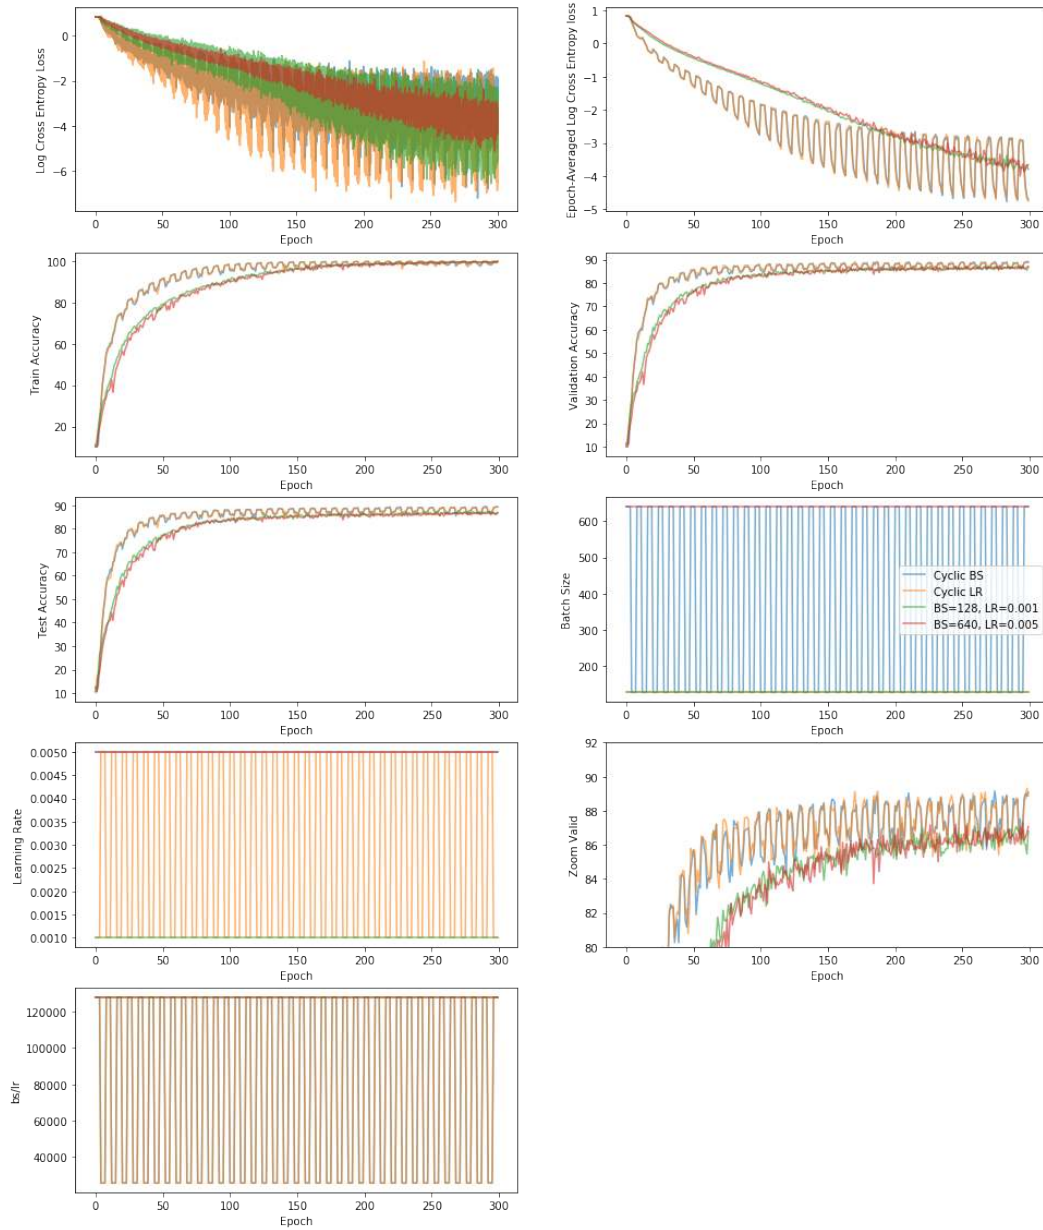 Log Cross Entropy Loss
0
−2
−4
−6
0 50 100 150 200 250 300
Epoch
Epoch-Averaged Log Cross Entropy loss
1
0
−1
−2
−3
−4
−5
0 50 100 150 200 250 300
Epoch
Train Accuracy
100
80
60
40
20
0 50 100 150 200 250 300
Epoch
Validation Accuracy
90
80
70
60
50
40
30
20
10
0 50 100 150 200 250 300
Epoch
Test Accuracy
90
80
70
60
50
40
30
20
10
0 50 100 150 200 250 300
Epoch
Batch Size
600
500
400
300
200
Cyclic BS
Cyclic LR
BS=128, LR=0.001
BS=640, LR=0.005
0 50 100 150 200 250 300
Epoch
Learning Rate
0.0050
0.0045
0.0040
0.0035
0.0030
0.0025
0.0020
0.0015
0.0010
0 50 100 150 200 250 300
Epoch
Zoom Valid
92
90
88
86
84
82
80
0 50 100 150 200 250 300
Epoch
bs/lr
120000
100000
80000
60000
40000
0 50 100 150 200 250 300
Epoch